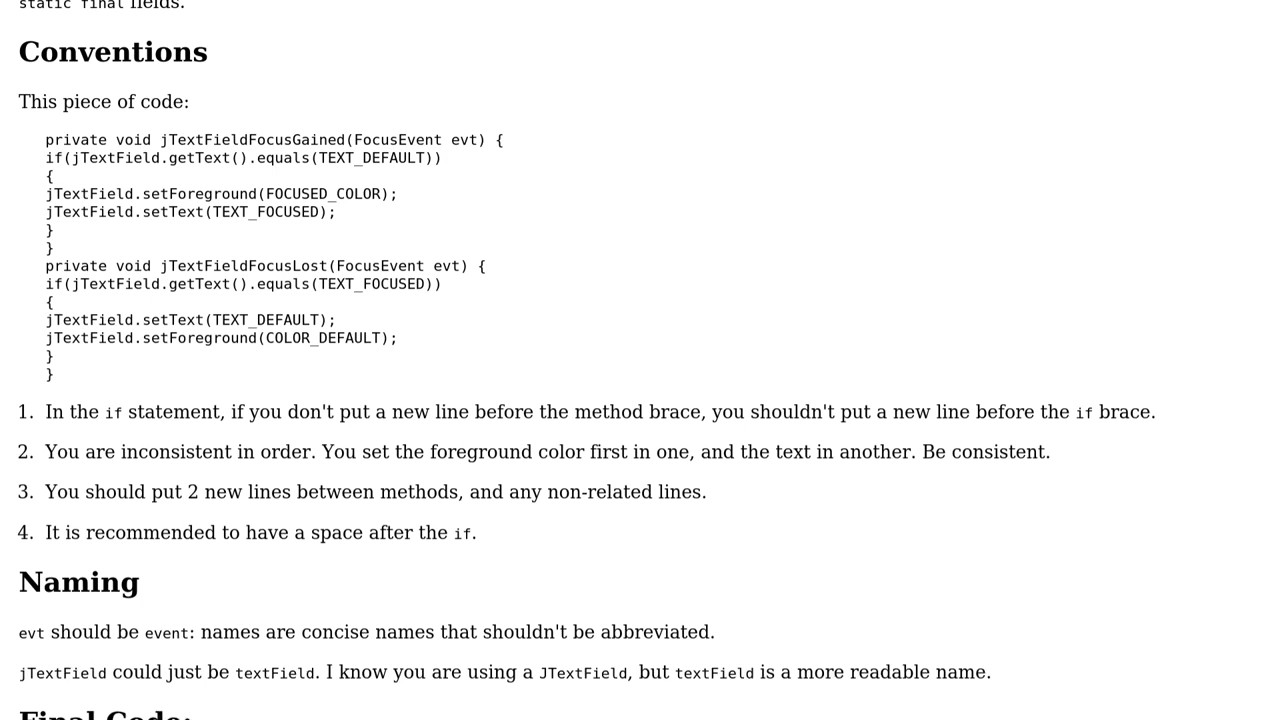 static final fields.
Conventions
This piece of code:
private void jTextFieldFocusGained(FocusEvent evt) {
if(jTextField.getText().equals(TEXT_DEFAULT))
{
jTextField.setForeground(FOCUSED_COLOR);
jTextField.setText(TEXT_FOCUSED);
}
}
private void jTextFieldFocusLost(FocusEvent evt) {
if(jTextField.getText().equals(TEXT_FOCUSED))
{
jTextField.setText(TEXT_DEFAULT);
jTextField.setForeground(COLOR_DEFAULT);
}
}
1. In the if statement, if you don't put a new line before the method brace, you shouldn't put a new line before the if brace.
2. You are inconsistent in order. You set the foreground color first in one, and the text in another. Be consistent.
3. You should put 2 new lines between methods, and any non-related lines.
4. It is recommended to have a space after the if.
Naming
evt should be event: names are concise names that shouldn't be abbreviated.
jTextField could just be textField. I know you are using a JTextField, but textField is a more readable name.
Final Code: